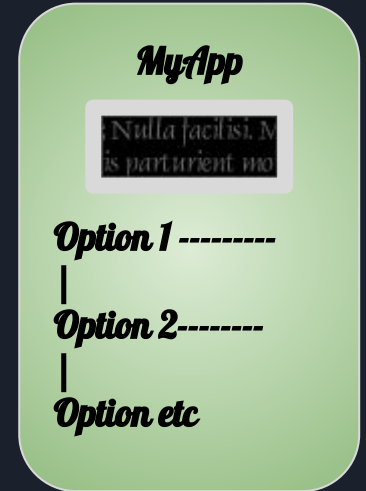 MyApp
: Nulla facilisi. M
is parturient mo
Option 1 ---------
|
Option 2--------
|
Option etc